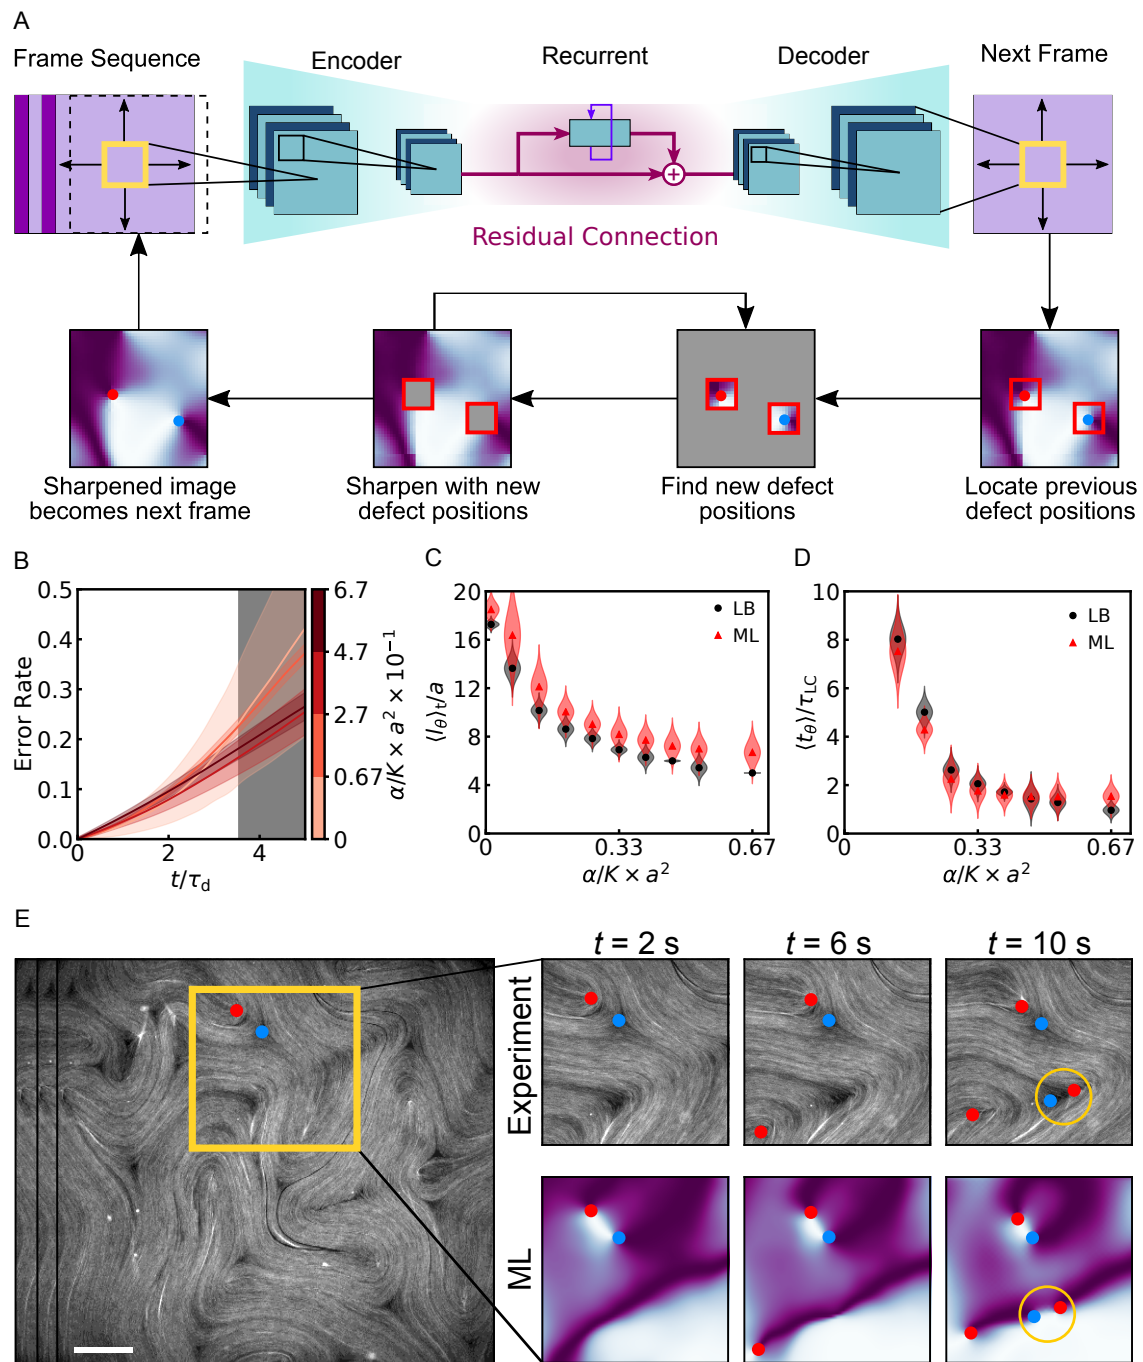 A
Frame Sequence
Encoder
Recurrent
Decoder
Next Frame
+
Residual Connection
Sharpened image
becomes next frame
Sharpen with new
defect positions
Find new defect
positions
Locate previous
defect positions
B
0.5
0.4
0.3
0.2
0.1
0.0
Error Rate
0
2
4
t/τd
6.7
4.7
2.7
0.67
0
α/K × a² × 10⁻¹
C
20
16
12
8
4
0
⟨lθ⟩t/a
LB
ML
0
0.33
0.67
α/K × a²
D
10
8
6
4
2
0
⟨tθ⟩/τLC
LB
ML
0
0.33
0.67
α/K × a²
E
t = 2 s
t = 6 s
t = 10 s
Experiment
ML